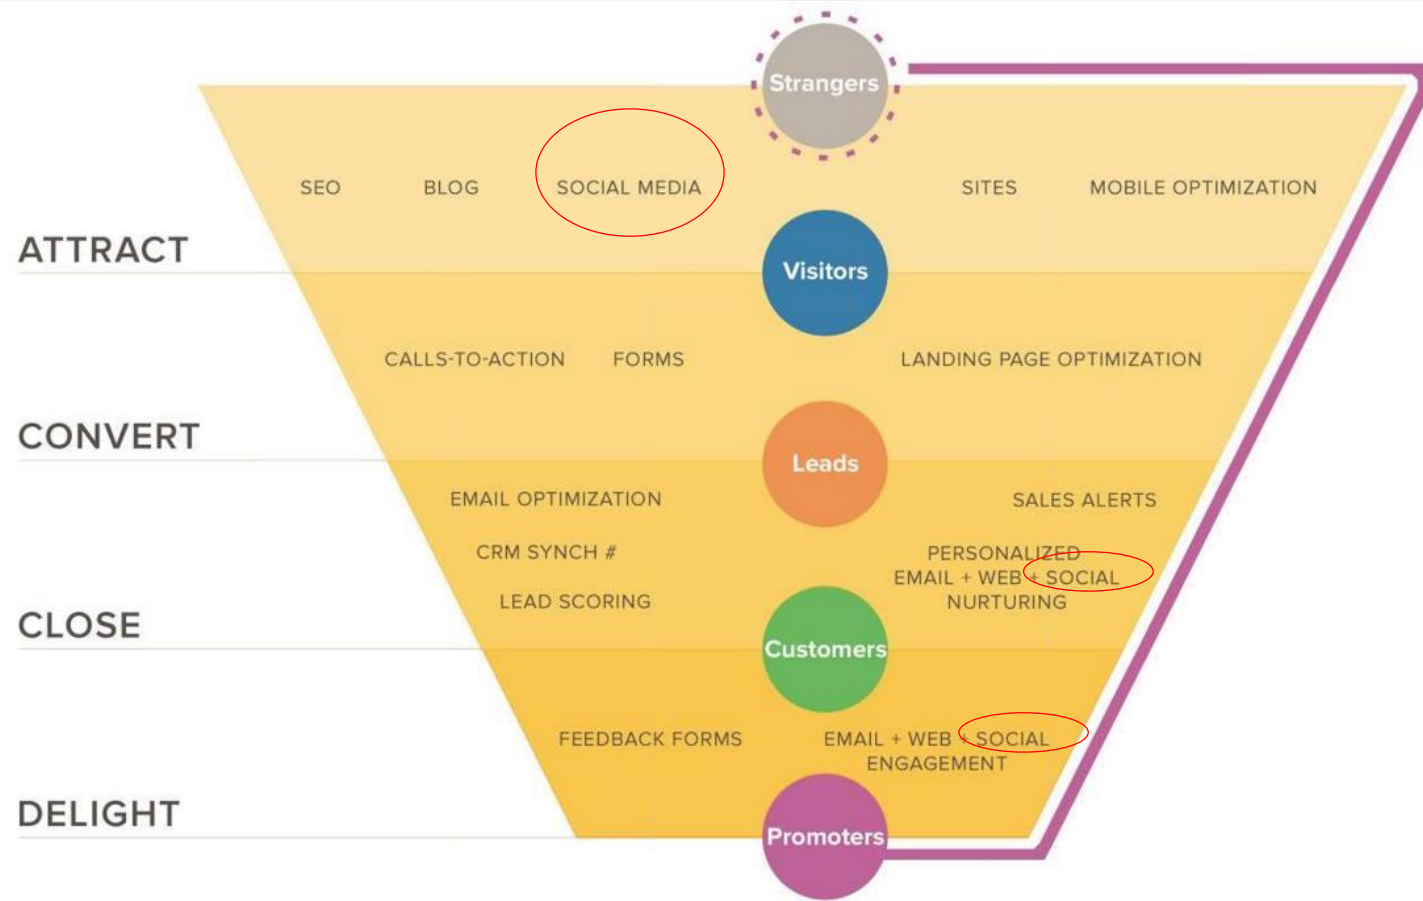 Strangers
SEO
BLOG
SOCIAL MEDIA
SITES
MOBILE OPTIMIZATION
ATTRACT
Visitors
CALLS-TO-ACTION
FORMS
LANDING PAGE OPTIMIZATION
CONVERT
Leads
EMAIL OPTIMIZATION
SALES ALERTS
CRM SYNCH #
PERSONALIZED
EMAIL + WEB + SOCIAL
NURTURING
LEAD SCORING
CLOSE
Customers
FEEDBACK FORMS
EMAIL + WEB + SOCIAL
ENGAGEMENT
DELIGHT
Promoters